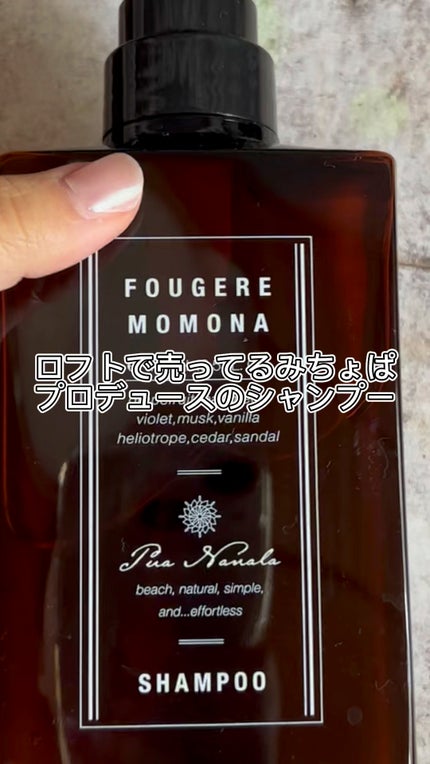 FOUGERE
MOMONA
ロフトで売ってるみちょぱ
プロデュースのシャンプー
violet,musk,vanilla
heliotrope,cedar,sandal
Pua Nanala
beach, natural, simple,
and...effortless
SHAMPOO